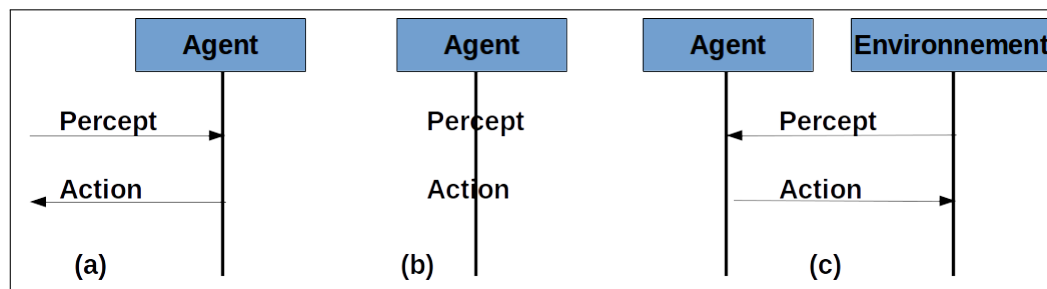 Agent Agent Agent Environnement
Percept Percept Percept
Action Action Action
(a) (b) (c)